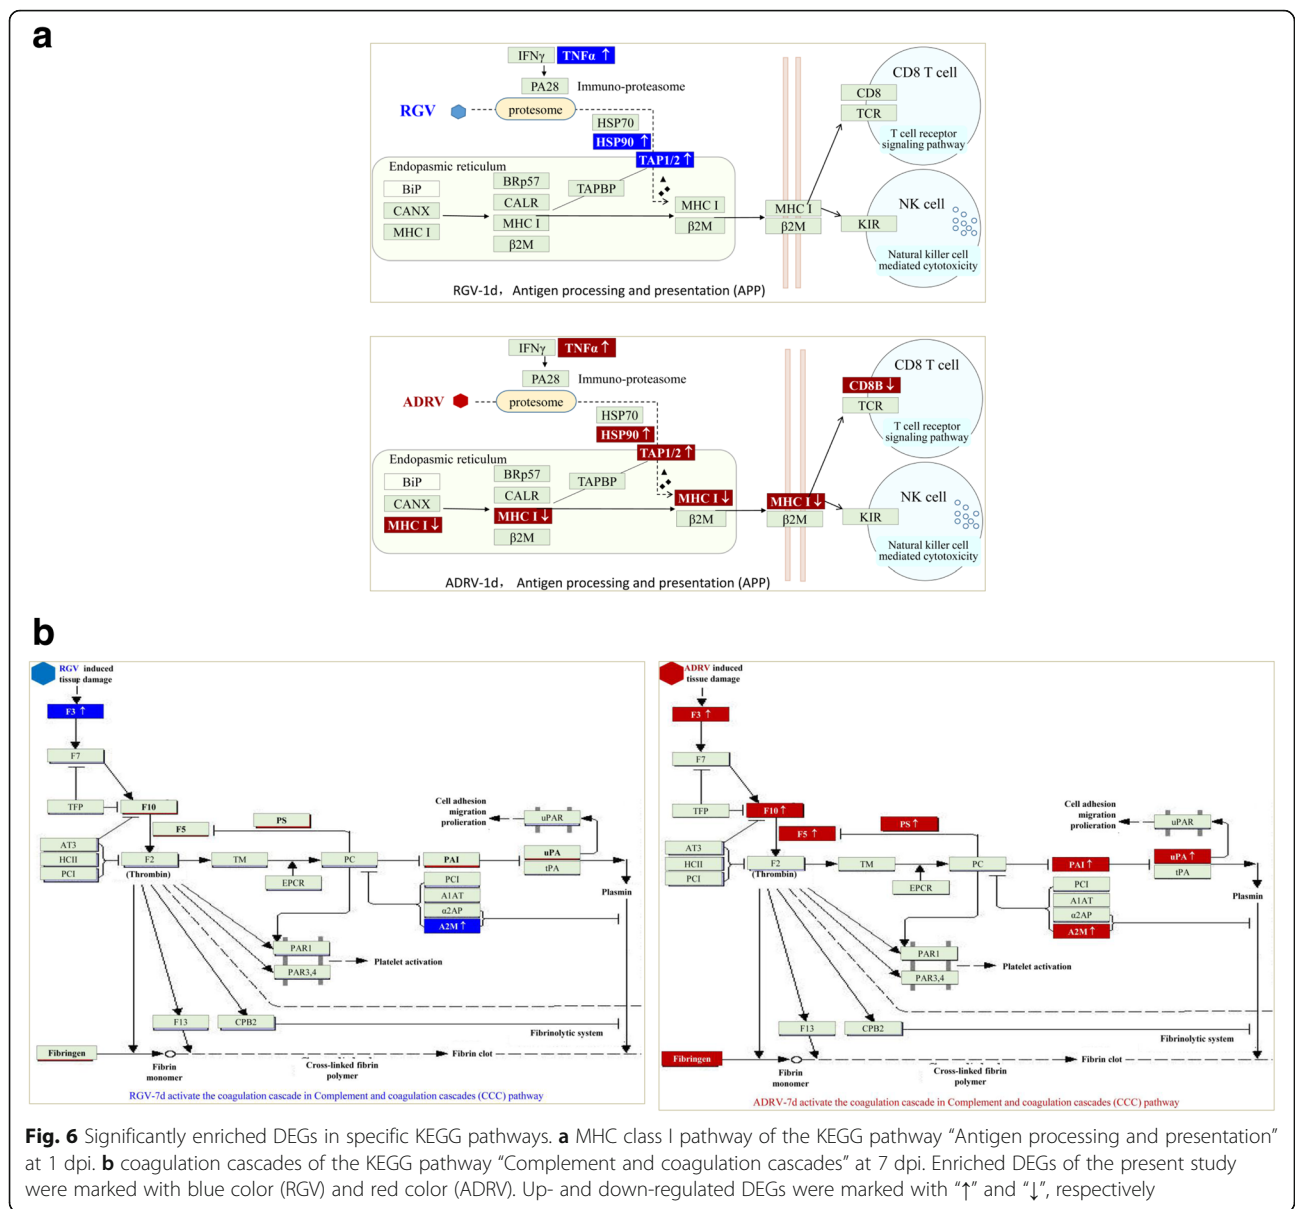 a
IFNγ TNFα ↑
PA28 Immuno-proteasome
RGV protesome
HSP70
HSP90 ↑
TAP1/2 ↑
Endopasmic reticulum
BiP
CANX
MHC I
BRp57
CALR
MHC I
β2M
TAPBP
MHC I
β2M
MHC I
β2M
CD8 T cell
CD8
TCR
T cell receptor
signaling pathway
NK cell
KIR
Natural killer cell
mediated cytotoxicity
RGV-1d, Antigen processing and presentation (APP)
IFNγ TNFα ↑
PA28 Immuno-proteasome
ADRV protesome
HSP70
HSP90 ↑
TAP1/2 ↑
Endopasmic reticulum
BiP
CANX
MHC I ↓
BRp57
CALR
MHC I ↓
β2M
TAPBP
MHC I ↓
β2M
MHC I ↓
β2M
CD8 T cell
CD8B ↓
TCR
T cell receptor
signaling pathway
NK cell
KIR
Natural killer cell
mediated cytotoxicity
ADRV-1d, Antigen processing and presentation (APP)
b
RGV induced
tissue damage
F3 ↑
F7
TFP
F10
F5
PS
AT3
HCII
PCI
F2
(Thrombin)
TM
EPCR
PC
PAI
uPA
tPA
uPAR
Cell adhesion
migration
prolieration
PCI
A1AT
α2AP
A2M ↑
Plasmin
PAR1
PAR3,4
Platelet activation
F13
CPB2
Fibrinolytic system
Fibringen
Fibrin
monomer
Cross-linked fibrin
polymer
Fibrin clot
RGV-7d activate the coagulation cascade in Complement and coagulation cascades (CCC) pathway
ADRV induced
tissue damage
F3 ↑
F7
TFP
F10 ↑
F5 ↑
PS ↑
AT3
HCII
PCI
F2
(Thrombin)
TM
EPCR
PC
PAI ↑
uPA ↑
tPA
uPAR
Cell adhesion
migration
prolieration
PCI
A1AT
α2AP
A2M ↑
Plasmin
PAR1
PAR3,4
Platelet activation
F13
CPB2
Fibrinolytic system
Fibringen
Fibrin
monomer
Cross-linked fibrin
polymer
Fibrin clot
ADRV-7d activate the coagulation cascade in Complement and coagulation cascades (CCC) pathway
Fig. 6 Significantly enriched DEGs in specific KEGG pathways. a MHC class I pathway of the KEGG pathway “Antigen processing and presentation”
at 1 dpi. b coagulation cascades of the KEGG pathway “Complement and coagulation cascades” at 7 dpi. Enriched DEGs of the present study
were marked with blue color (RGV) and red color (ADRV). Up- and down-regulated DEGs were marked with “↑” and “↓”, respectively